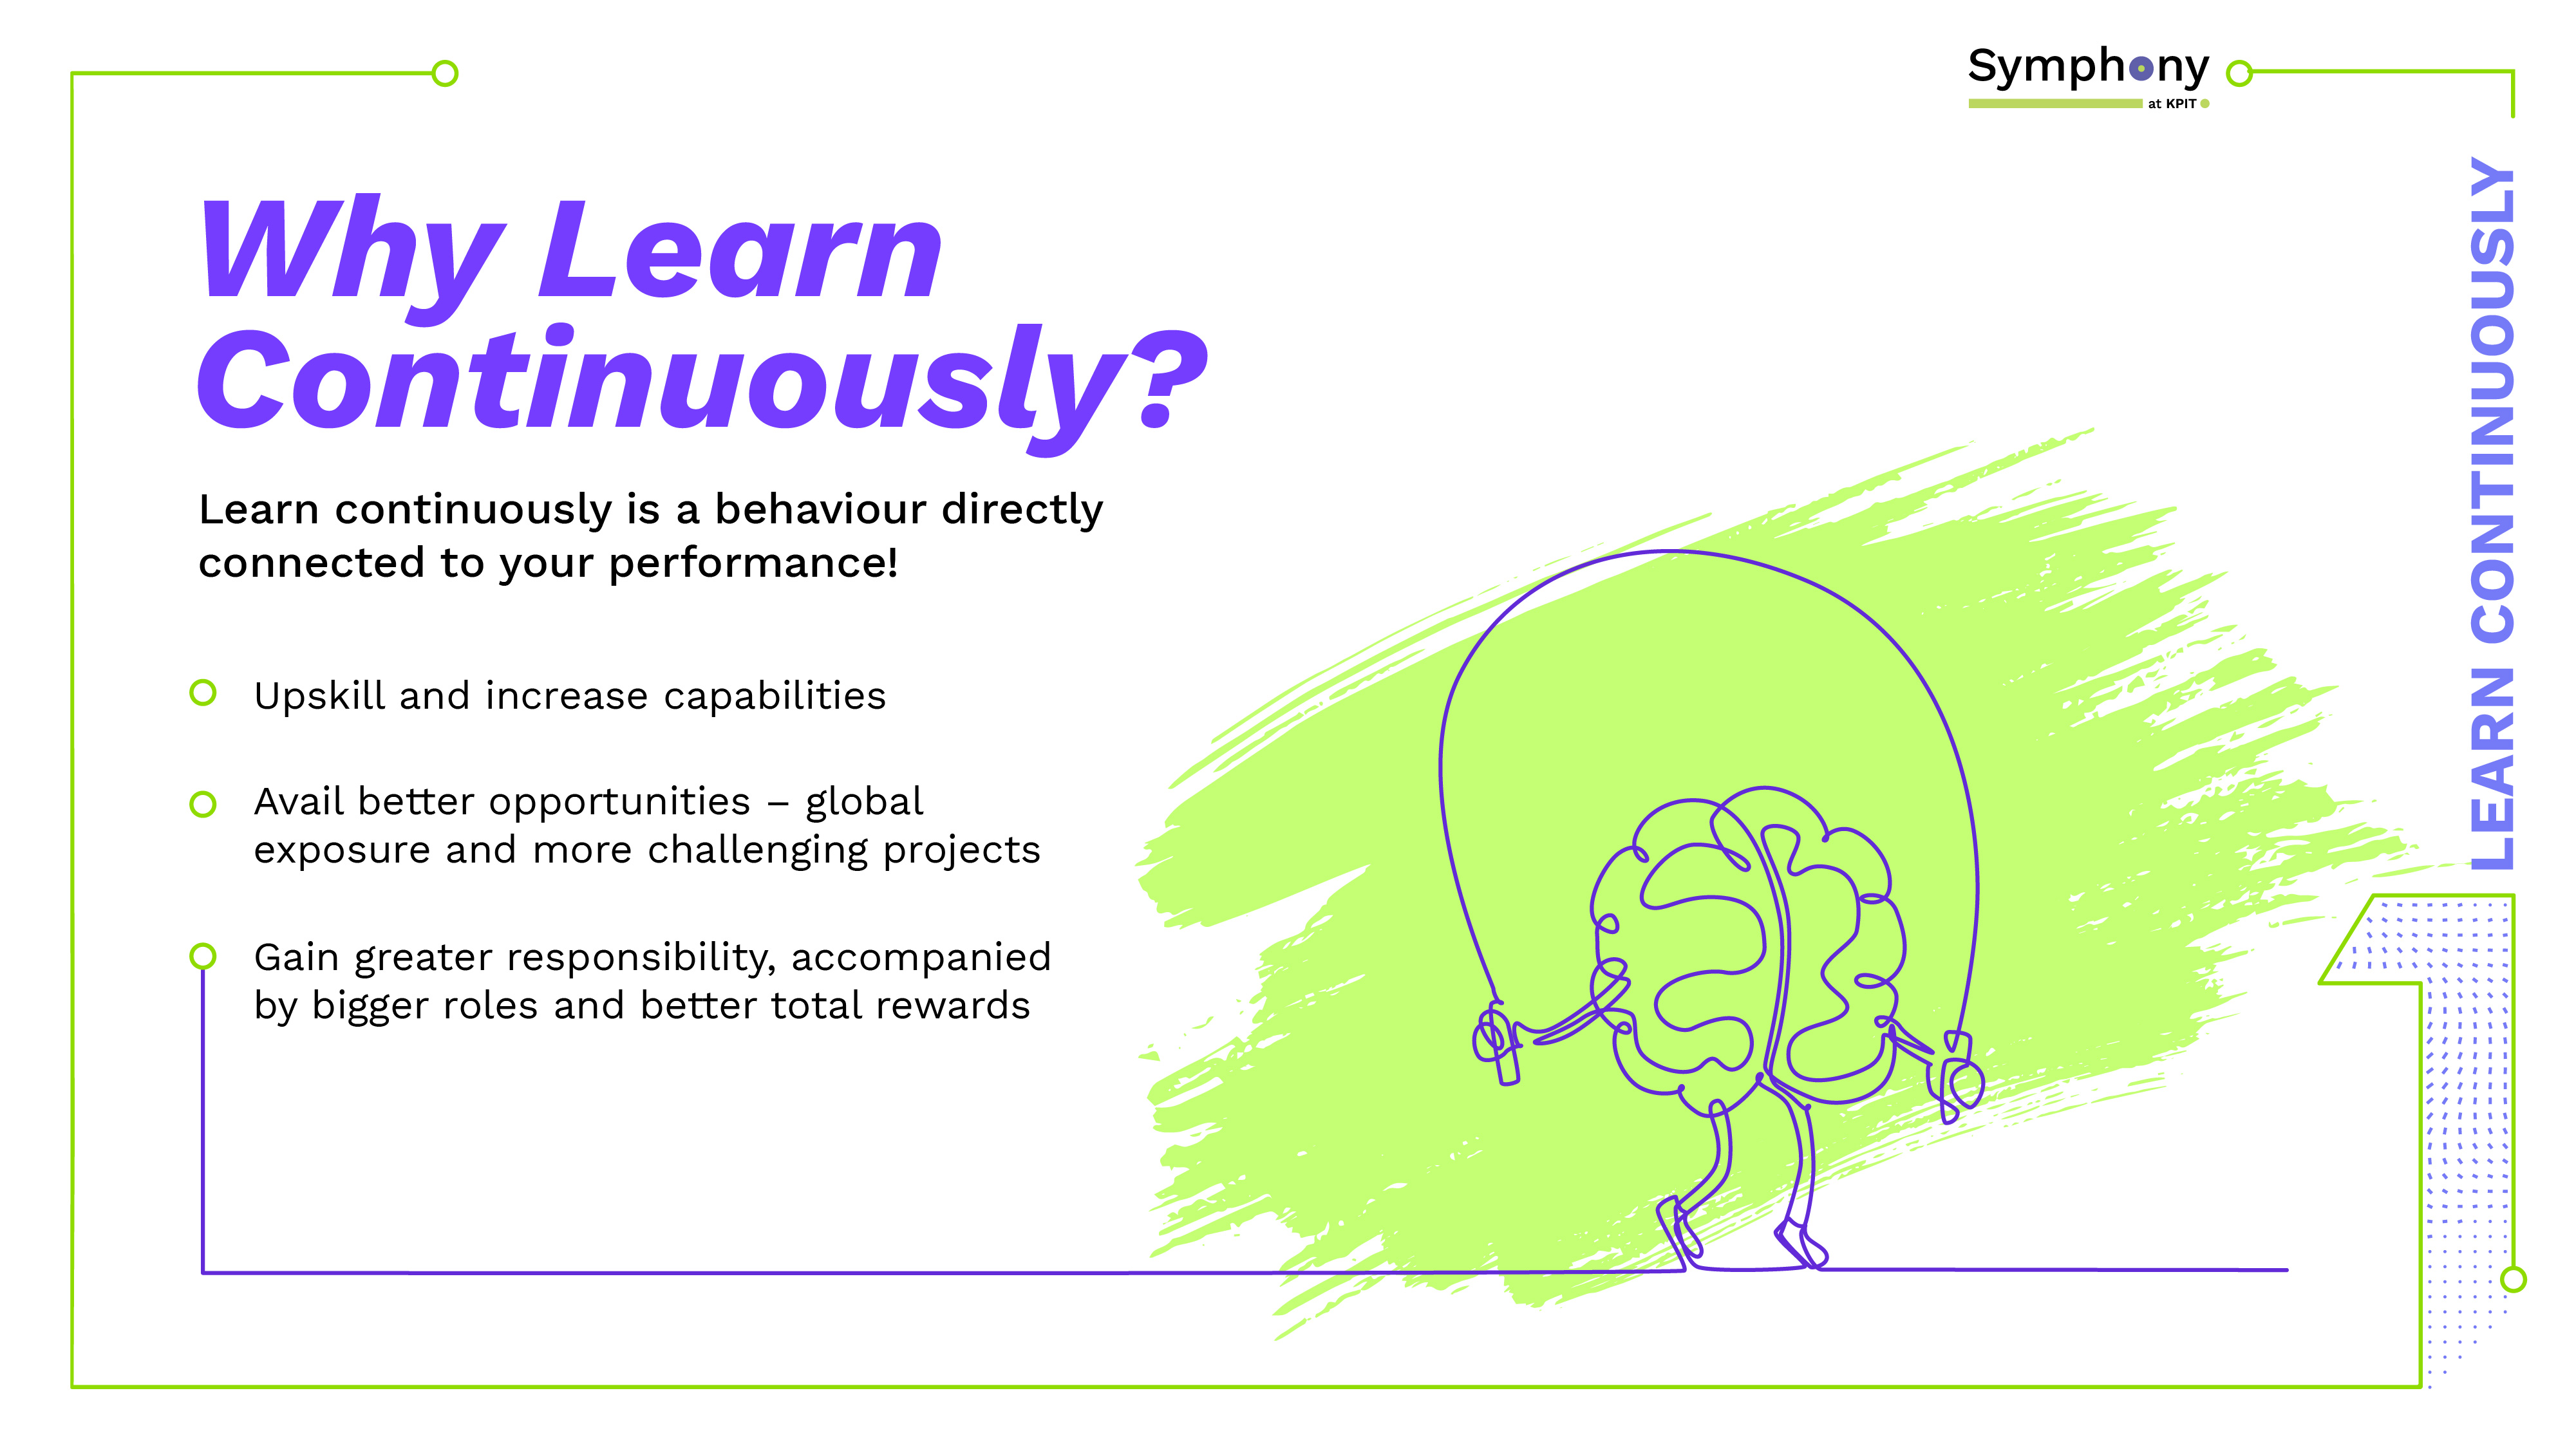 Symphony
at KPIT
Why Learn
Continuously?
Learn continuously is a behaviour directly
connected to your performance!
Upskill and increase capabilities
Avail better opportunities – global
exposure and more challenging projects
Gain greater responsibility, accompanied
by bigger roles and better total rewards
LEARN CONTINUOUSLY